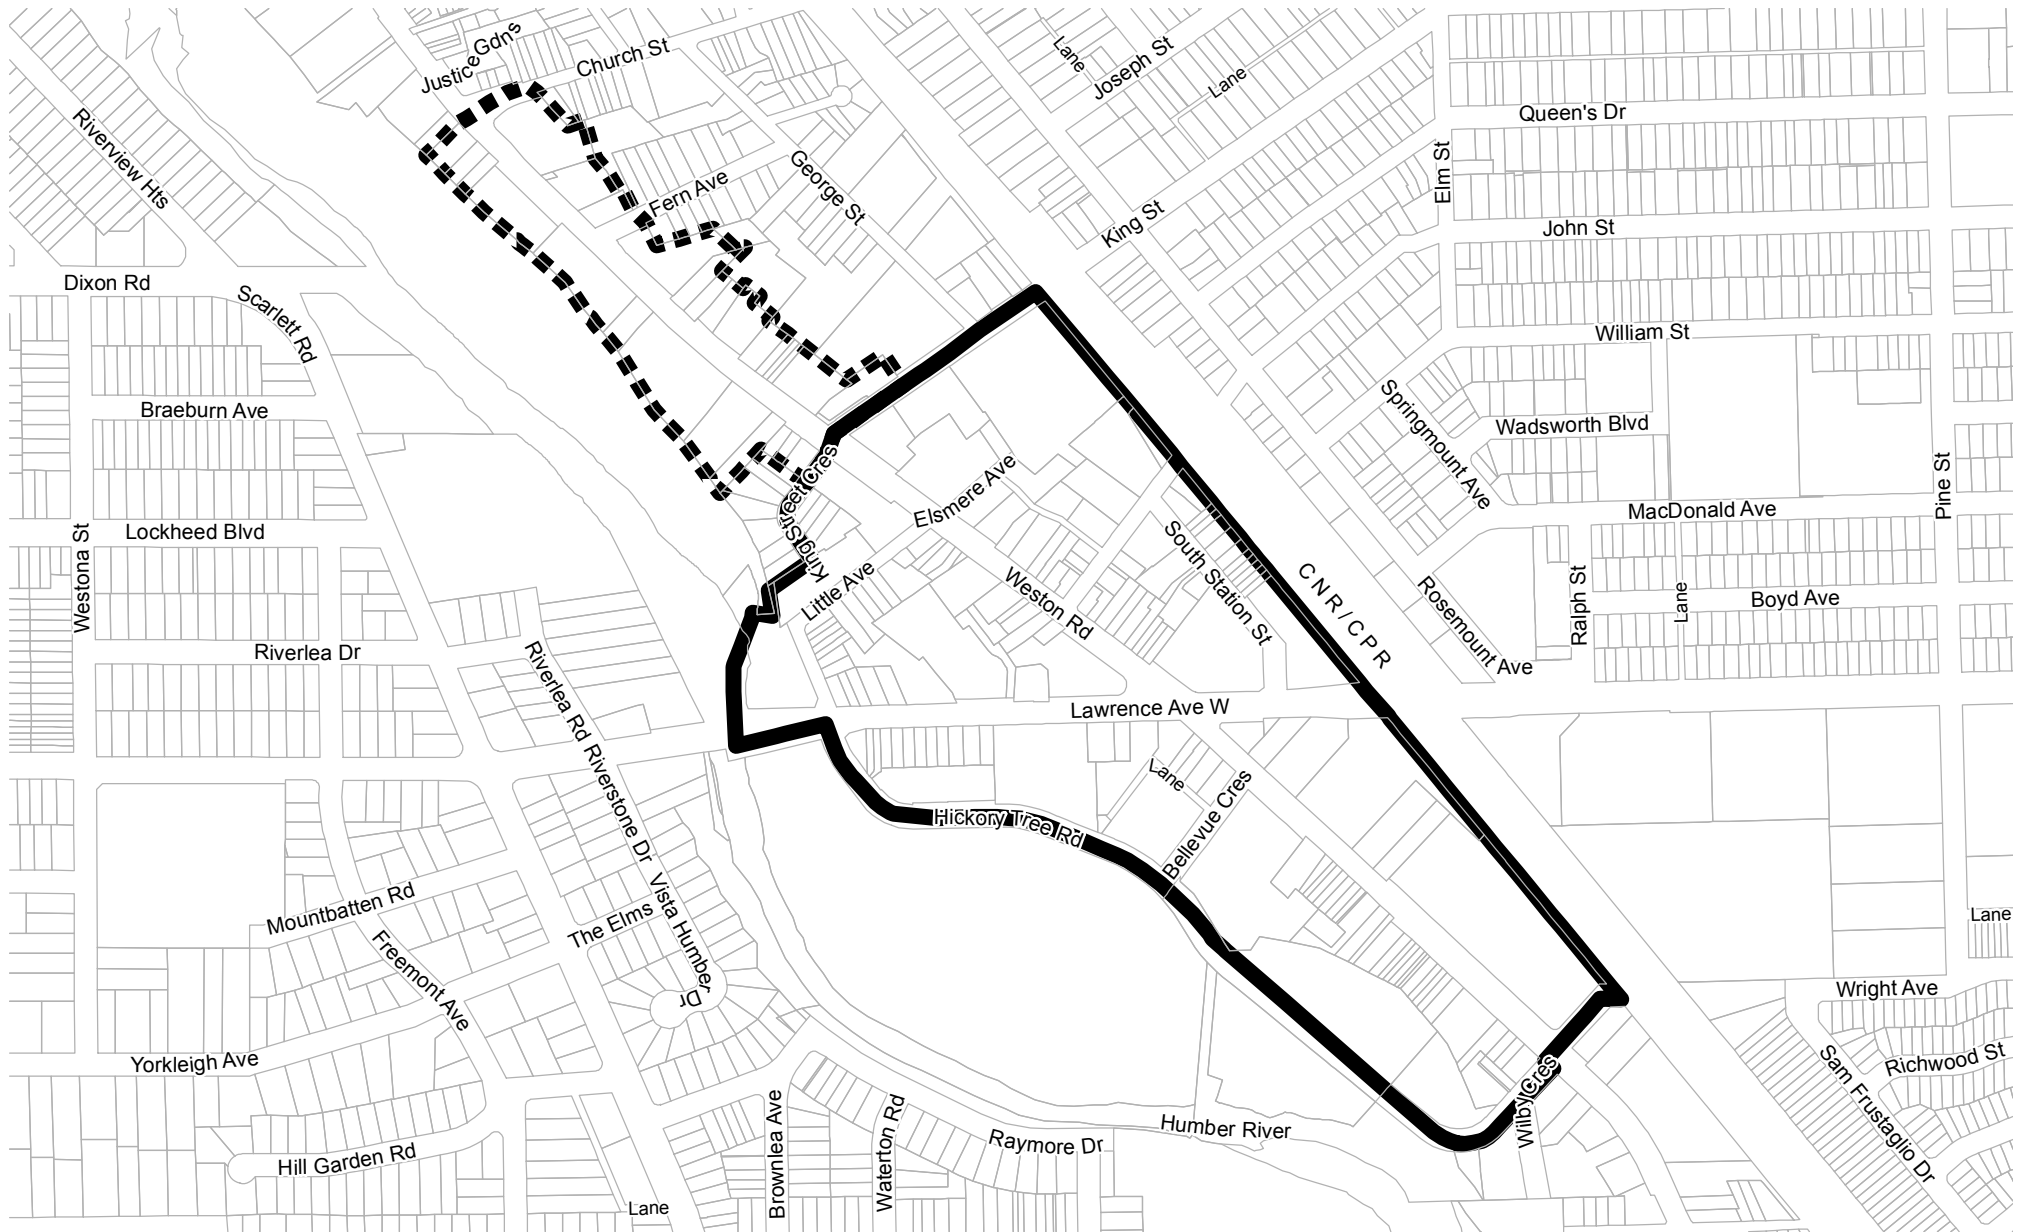 Justice Gdns
Church St
Lane
Joseph St
Lane
Riverview Hts
Queen's Dr
Elm St
George St
Fern Ave
King St
John St
Dixon Rd
Scarlett Rd
William St
Braeburn Ave
Springmount Ave
Wadsworth Blvd
Pine St
Elsmere Ave
King Street Cres
MacDonald Ave
Westona St
Lockheed Blvd
South Station St
CNR/CPR
Little Ave
Weston Rd
Rosemount Ave
Ralph St
Lane
Boyd Ave
Riverlea Dr
Riverlea Rd
Lawrence Ave W
Riverstone Dr
Lane
Bellevue Cres
Hickory Tree Rd
Mountbatten Rd
The Elms
Vista Humber Dr
Freemont Ave
Lane
Wright Ave
Yorkleigh Ave
Richwood St
Sam Frustaglio Dr
Wilby Cres
Brownlea Ave
Waterton Rd
Humber River
Raymore Dr
Hill Garden Rd
Lane